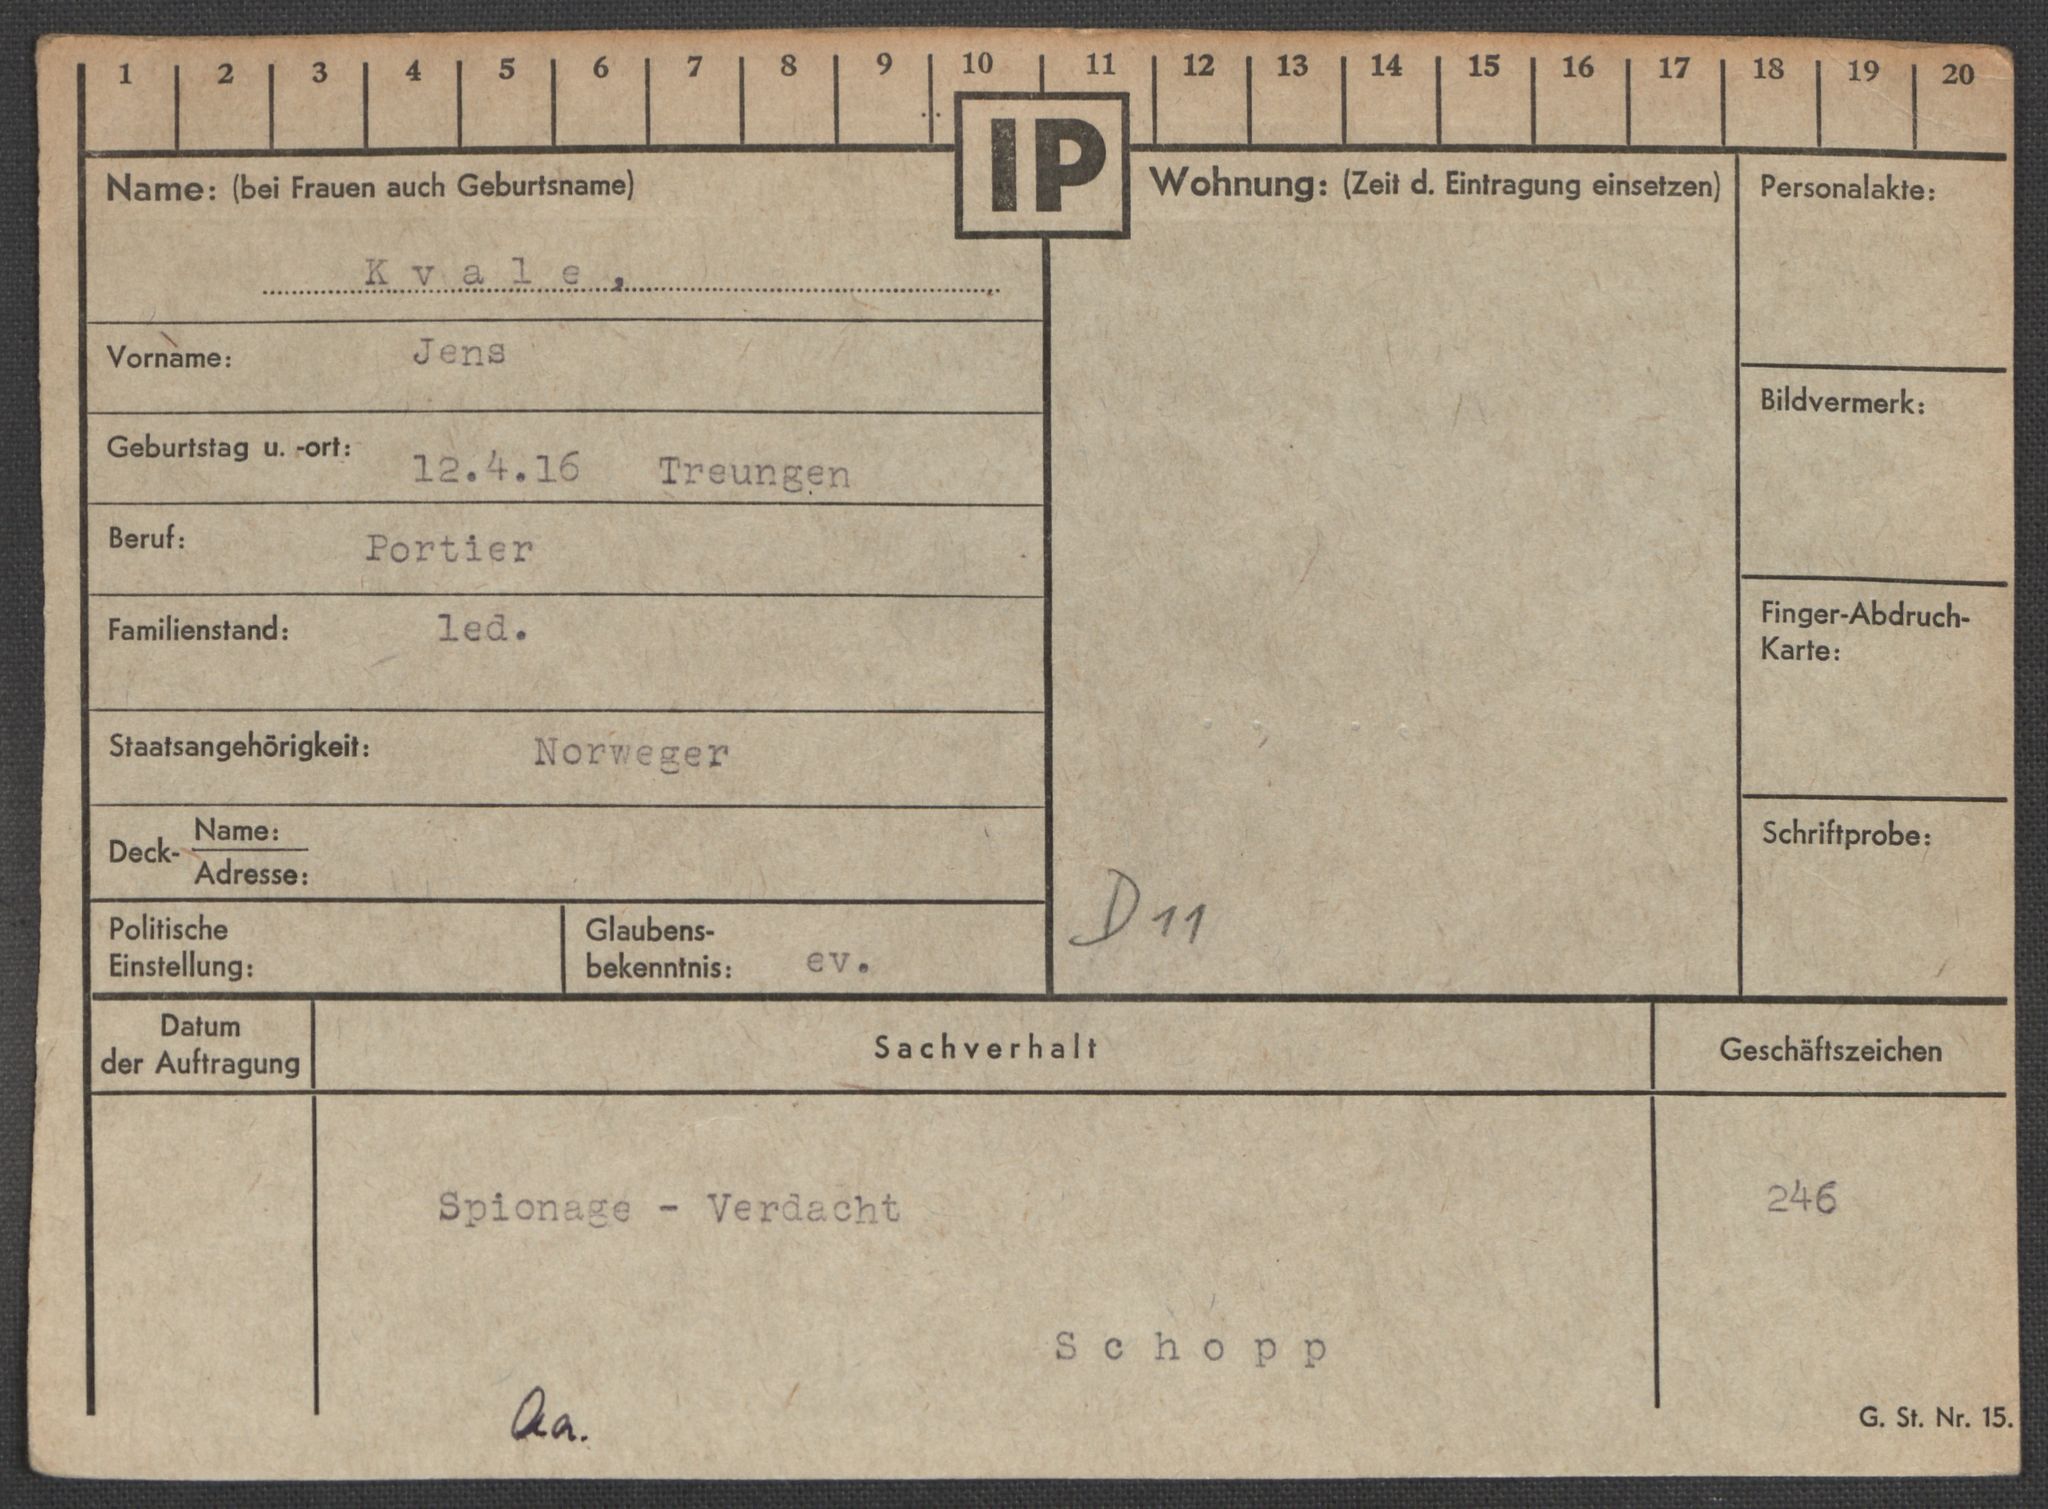 1 2 3 4 5 6 7 8 9 10 11 12 13 14 15 16 17 18 19 20
IP
Name: (bei Frauen auch Geburtsname)
Kvale,
Vorname: Jens
Geburtstag u. -ort: 12.4.16 Treungen
Beruf: Portier
Familienstand: led.
Staatsangehörigkeit: Norweger
Deck- Name:
Adresse:
Politische
Einstellung:
Glaubens-
bekenntnis: ev.
Wohnung: (Zeit d. Eintragung einsetzen)
D 11
Personalakte:
Bildvermerk:
Finger-Abdruch-
Karte:
Schriftprobe:
Datum
der Auftragung
Sachverhalt
Geschäftszeichen
Spionage - Verdacht
246
Schopp
Aa.
G. St. Nr. 15.